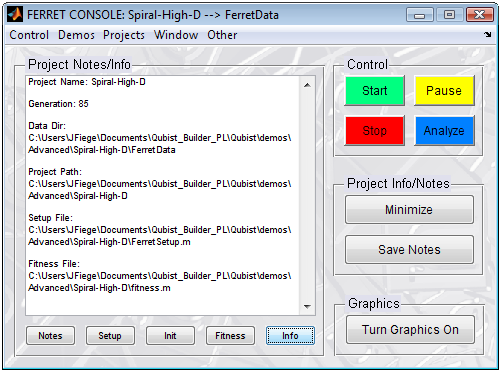 FERRET CONSOLE: Spiral-High-D --> FerretData
Control Demos Projects Window Other
Project Notes/Info
Project Name: Spiral-High-D
Generation: 85
Data Dir:
C:\Users\JFiege\Documents\Qubist_Builder_PL\Qubist\demos\
Advanced\Spiral-High-D\FerretData
Project Path:
C:\Users\JFiege\Documents\Qubist_Builder_PL\Qubist\demos\
Advanced\Spiral-High-D
Setup File:
C:\Users\JFiege\Documents\Qubist_Builder_PL\Qubist\demos\
Advanced\Spiral-High-D\FerretSetup.m
Fitness File:
C:\Users\JFiege\Documents\Qubist_Builder_PL\Qubist\demos\
Advanced\Spiral-High-D\fitness.m
Notes Setup Init Fitness Info
Control
Start Pause
Stop Analyze
Project Info/Notes
Minimize
Save Notes
Graphics
Turn Graphics On